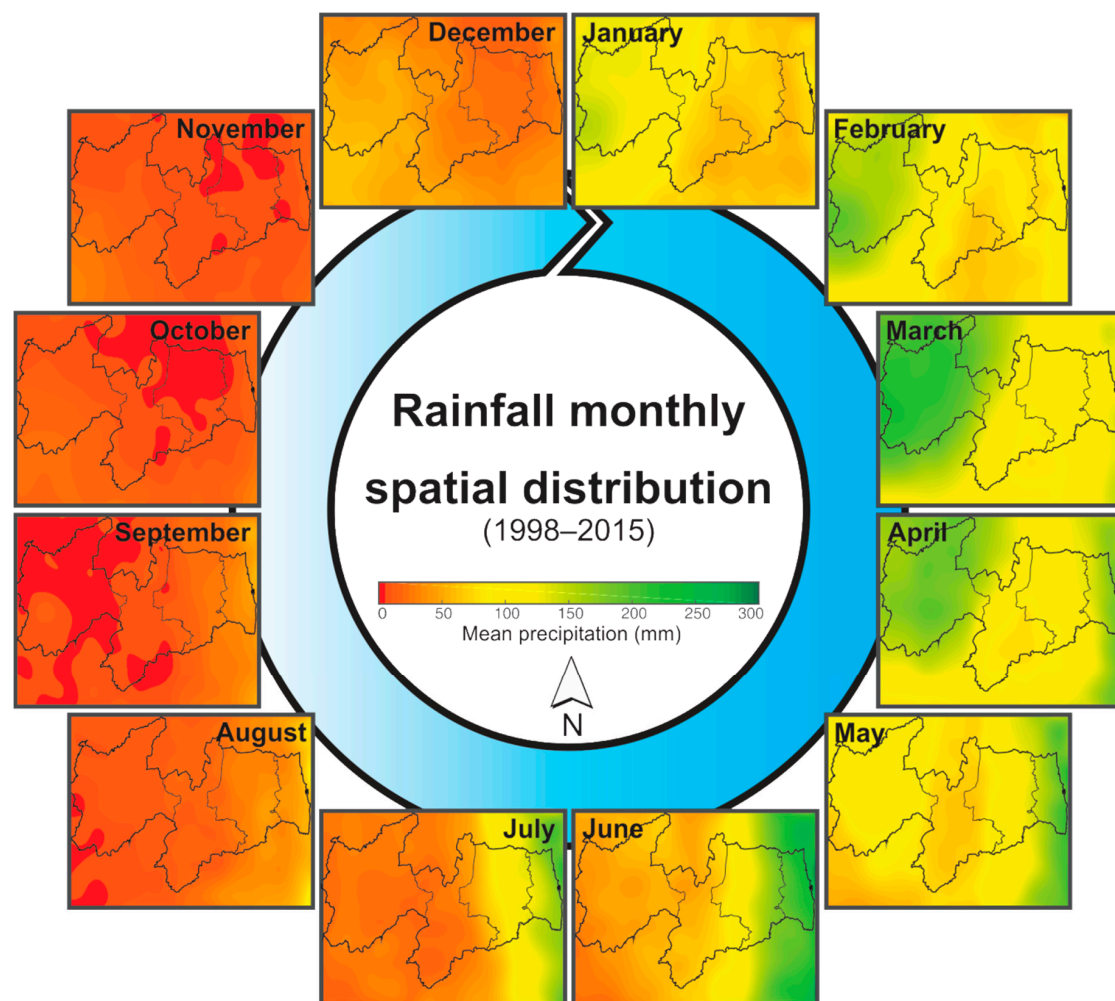 December
January
November
February
October
March
Rainfall monthly
spatial distribution
(1998–2015)
September
April
0 50 100 150 200 250 300
Mean precipitation (mm)
N
August
May
July
June